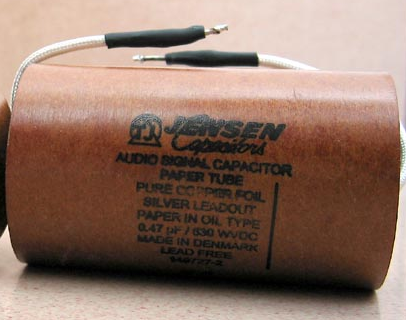 JENSEN
Capacitors
AUDIO SIGNAL CAPACITOR
PAPER TUBE
PURE COPPER FOIL
SILVER LEADOUT
PAPER IN OIL TYPE
0.47 µF / 630 WVDC
MADE IN DENMARK
LEAD FREE